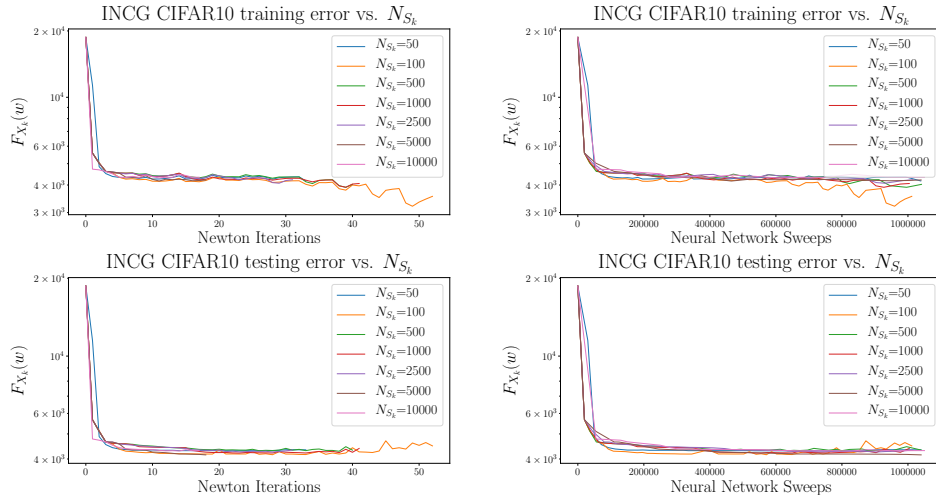 INCG CIFAR10 training error vs. N_{S_k}
F_{X_k}(w)
2 × 10^4
10^4
6 × 10^3
4 × 10^3
3 × 10^3
N_{S_k}=50
N_{S_k}=100
N_{S_k}=500
N_{S_k}=1000
N_{S_k}=2500
N_{S_k}=5000
N_{S_k}=10000
0 10 20 30 40 50
Newton Iterations
INCG CIFAR10 training error vs. N_{S_k}
F_{X_k}(w)
2 × 10^4
10^4
6 × 10^3
4 × 10^3
3 × 10^3
N_{S_k}=50
N_{S_k}=100
N_{S_k}=500
N_{S_k}=1000
N_{S_k}=2500
N_{S_k}=5000
N_{S_k}=10000
0 200000 400000 600000 800000 1000000
Neural Network Sweeps
INCG CIFAR10 testing error vs. N_{S_k}
F_{X_k}(w)
2 × 10^4
10^4
6 × 10^3
4 × 10^3
N_{S_k}=50
N_{S_k}=100
N_{S_k}=500
N_{S_k}=1000
N_{S_k}=2500
N_{S_k}=5000
N_{S_k}=10000
0 10 20 30 40 50
Newton Iterations
INCG CIFAR10 testing error vs. N_{S_k}
F_{X_k}(w)
2 × 10^4
10^4
6 × 10^3
4 × 10^3
N_{S_k}=50
N_{S_k}=100
N_{S_k}=500
N_{S_k}=1000
N_{S_k}=2500
N_{S_k}=5000
N_{S_k}=10000
0 200000 400000 600000 800000 1000000
Neural Network Sweeps